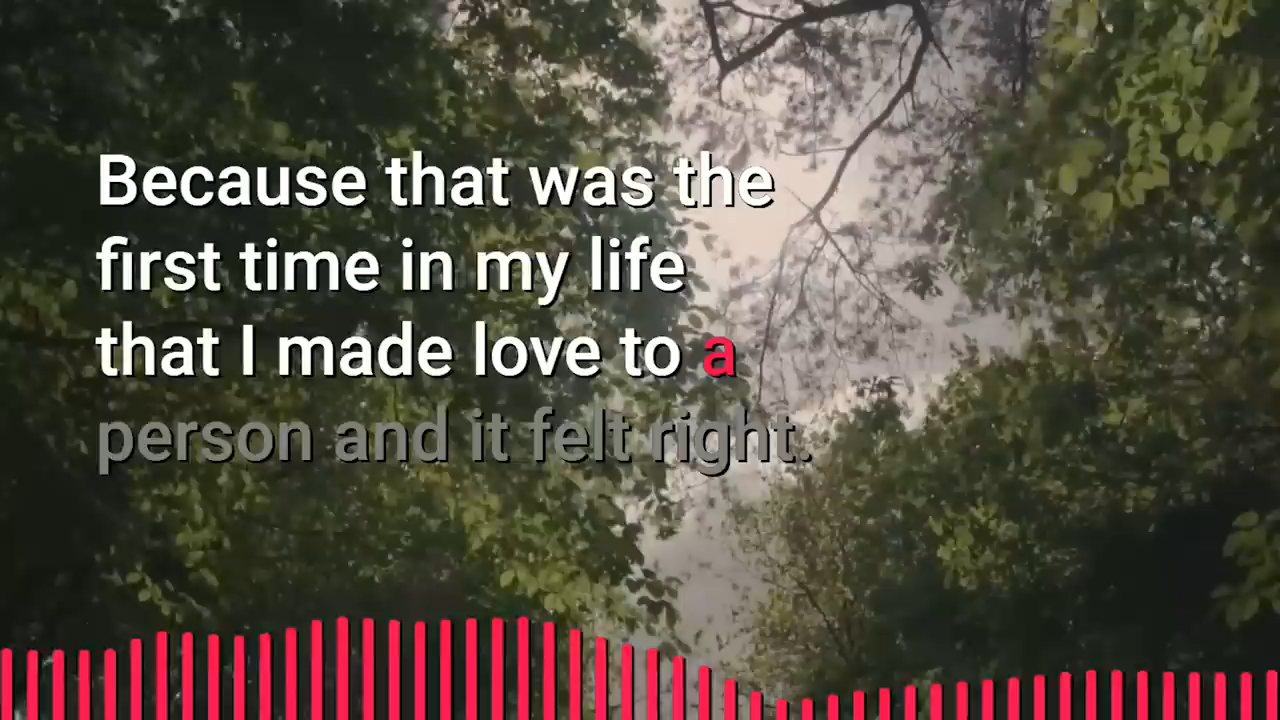 Because that was the
first time in my life
that I made love to a
person and it felt right.